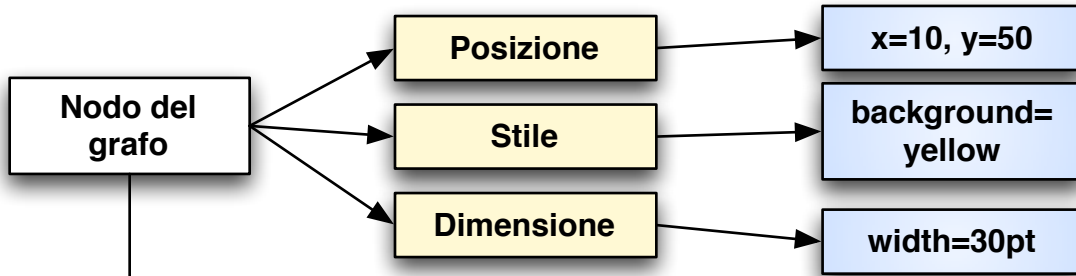 Nodo del
grafo
Posizione
Stile
Dimensione
x=10, y=50
background=
yellow
width=30pt